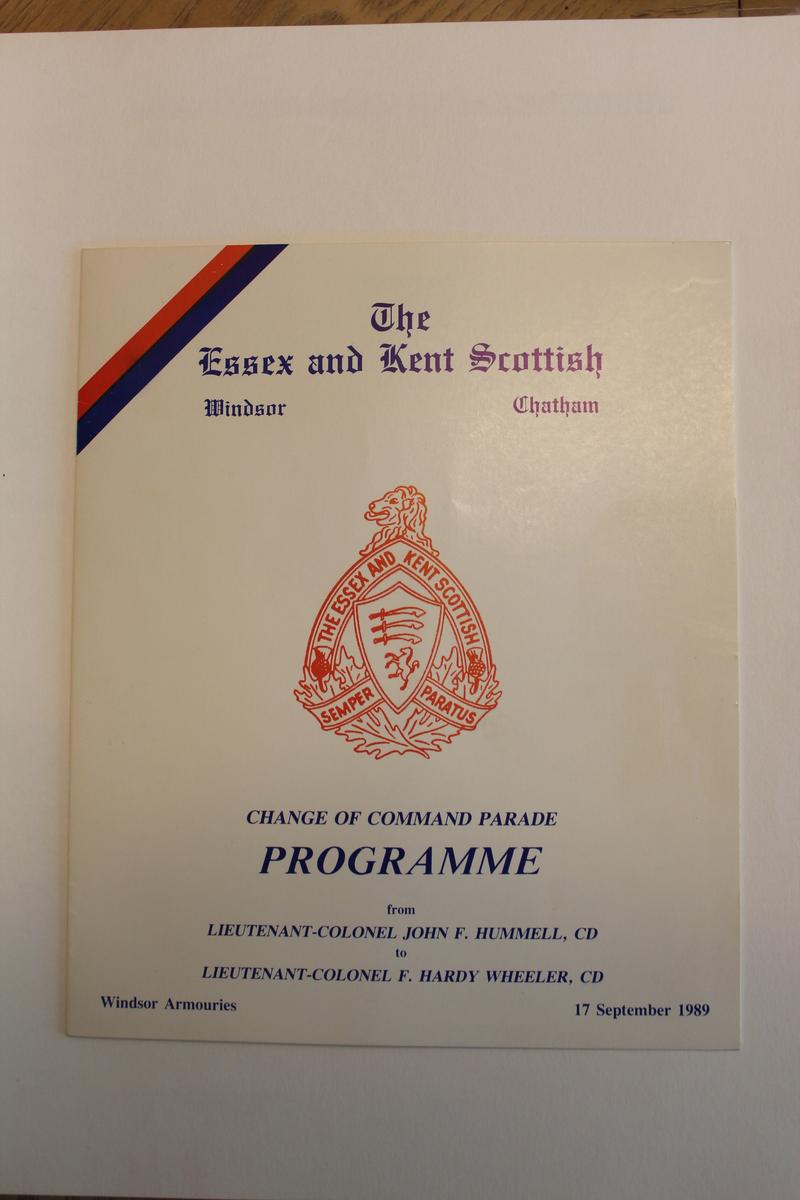 The
Essex and Kent Scottish
Windsor Chatham
THE ESSEX AND KENT SCOTTISH
SEMPER PARATUS
CHANGE OF COMMAND PARADE
PROGRAMME
from
LIEUTENANT-COLONEL JOHN F. HUMMELL, CD
to
LIEUTENANT-COLONEL F. HARDY WHEELER, CD
Windsor Armouries 17 September 1989